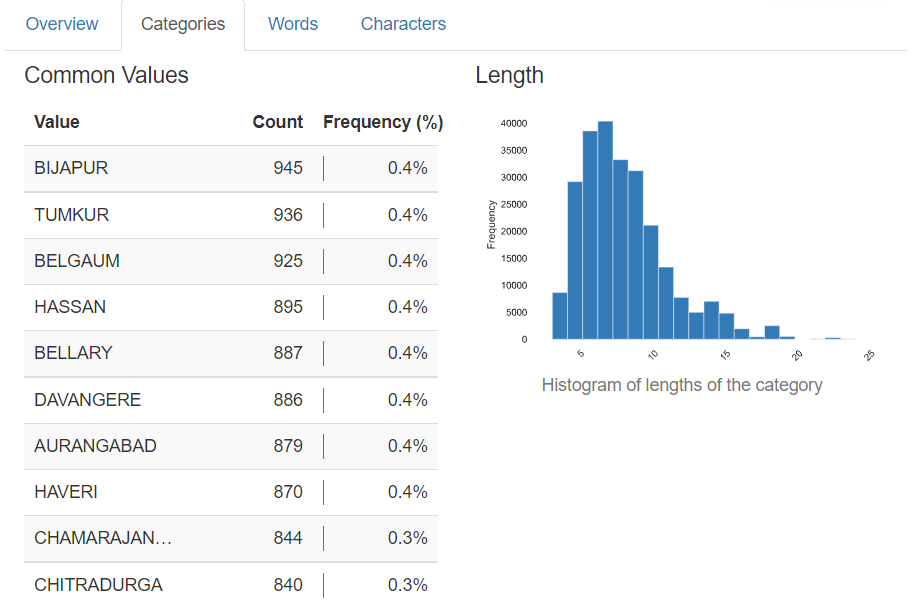 Overview Categories Words Characters
Common Values
Value Count Frequency (%)
BIJAPUR 945 0.4%
TUMKUR 936 0.4%
BELGAUM 925 0.4%
HASSAN 895 0.4%
BELLARY 887 0.4%
DAVANGERE 886 0.4%
AURANGABAD 879 0.4%
HAVERI 870 0.4%
CHAMARAJAN… 844 0.3%
CHITRADURGA 840 0.3%
Length
40000
35000
30000
25000
20000
15000
10000
5000
0
Frequency
5 10 15 20 25
Histogram of lengths of the category